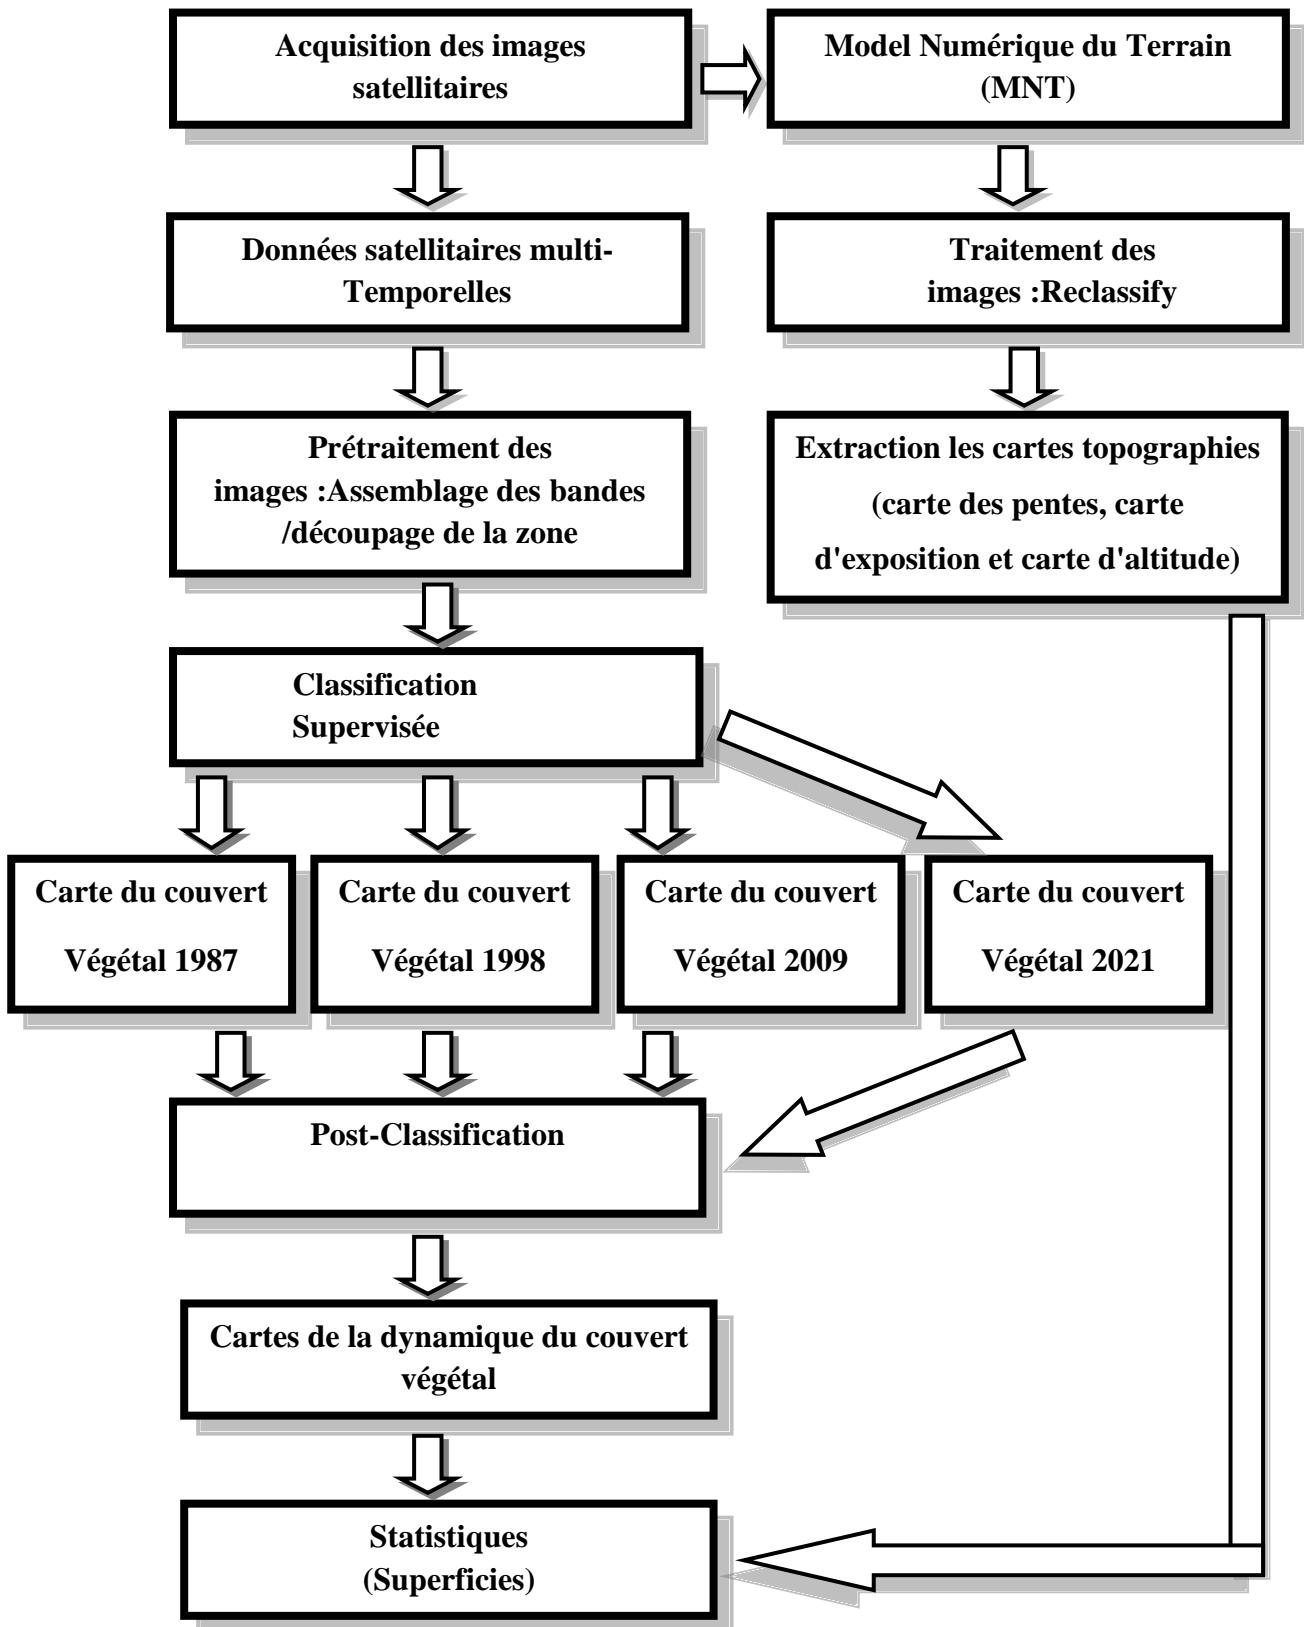 Acquisition des images
satellitaires
Model Numérique du Terrain
(MNT)
Données satellitaires multi-
Temporelles
Traitement des
images :Reclassify
Prétraitement des
images :Assemblage des bandes
/découpage de la zone
Extraction les cartes topographies
(carte des pentes, carte
d'exposition et carte d'altitude)
Classification
Supervisée
Carte du couvert
Végétal 1987
Carte du couvert
Végétal 1998
Carte du couvert
Végétal 2009
Carte du couvert
Végétal 2021
Post-Classification
Cartes de la dynamique du couvert
végétal
Statistiques
(Superficies)